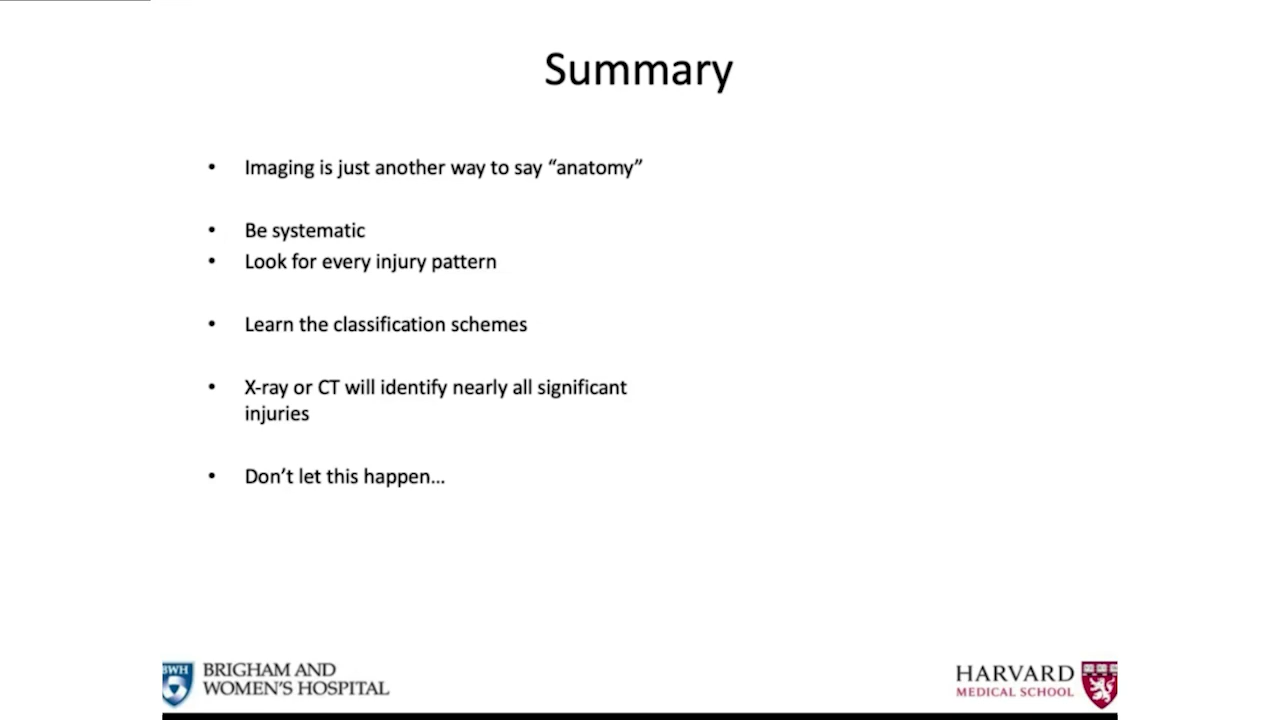 Summary
• Imaging is just another way to say “anatomy”
• Be systematic
• Look for every injury pattern
• Learn the classification schemes
• X-ray or CT will identify nearly all significant
injuries
• Don’t let this happen…
BWH
BRIGHAM AND
WOMEN’S HOSPITAL
HARVARD
MEDICAL SCHOOL